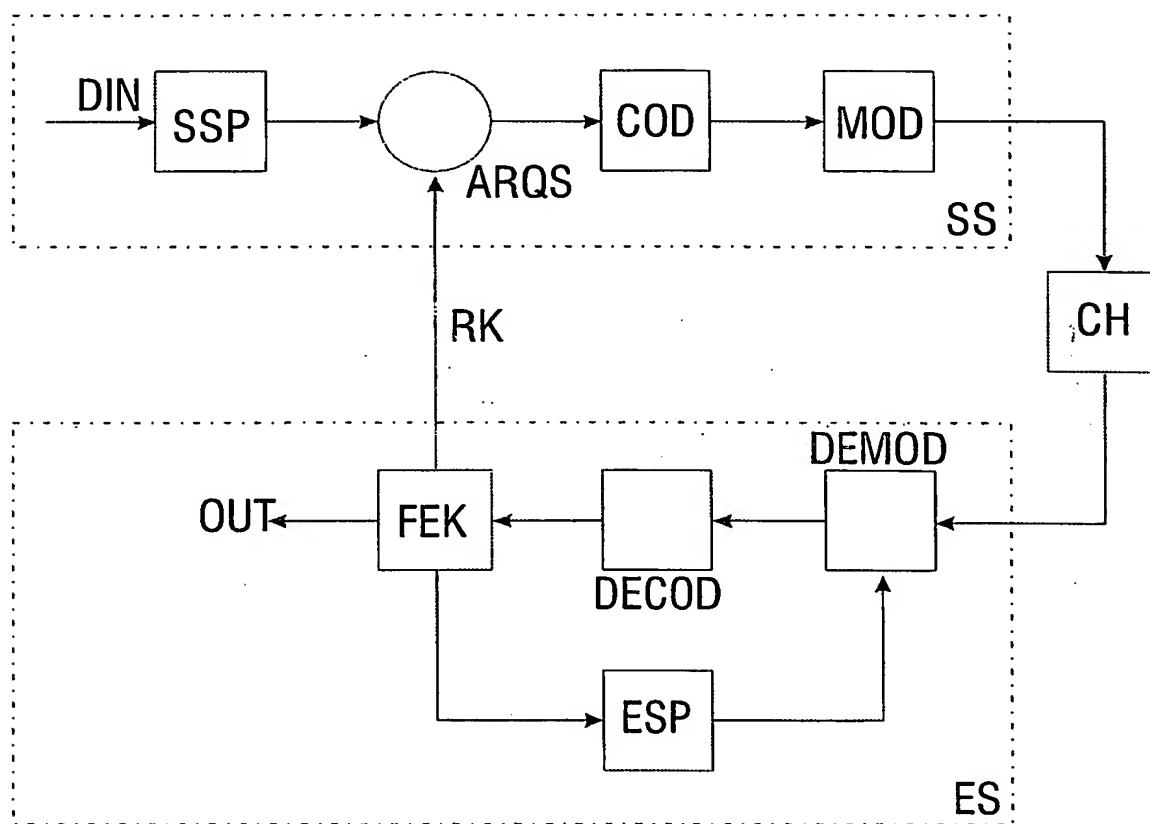 DIN
SSP
ARQS
COD
MOD
SS
CH
RK
DEMOD
OUT
FEK
DECOD
ESP
ES